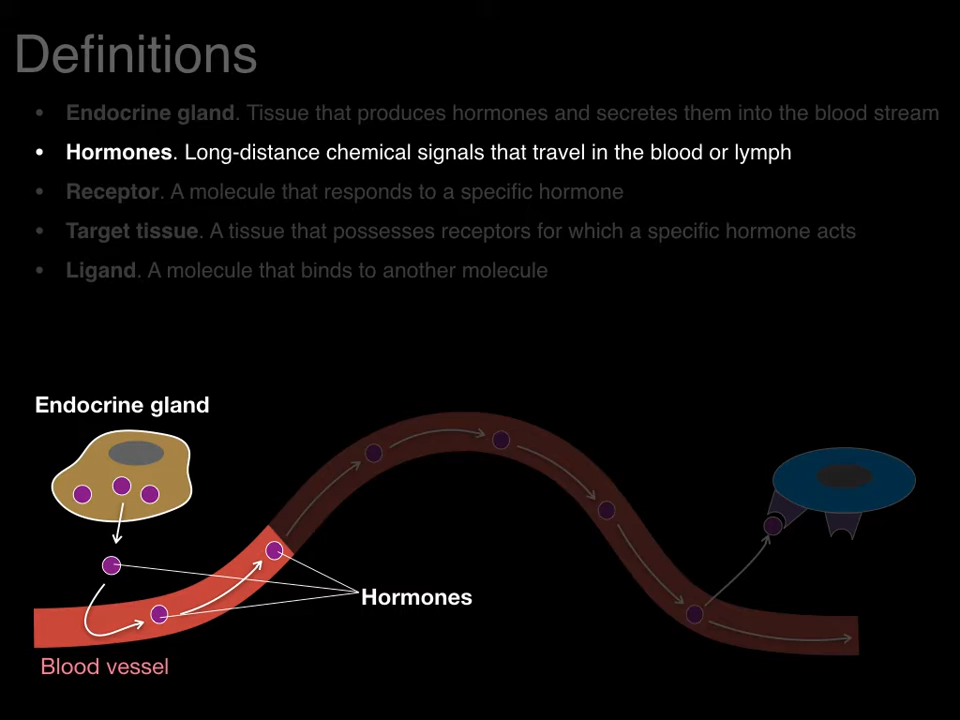 Definitions
• Endocrine gland. Tissue that produces hormones and secretes them into the blood stream
• Hormones. Long-distance chemical signals that travel in the blood or lymph
• Receptor. A molecule that responds to a specific hormone
• Target tissue. A tissue that possesses receptors for which a specific hormone acts
• Ligand. A molecule that binds to another molecule
Endocrine gland
Hormones
Blood vessel